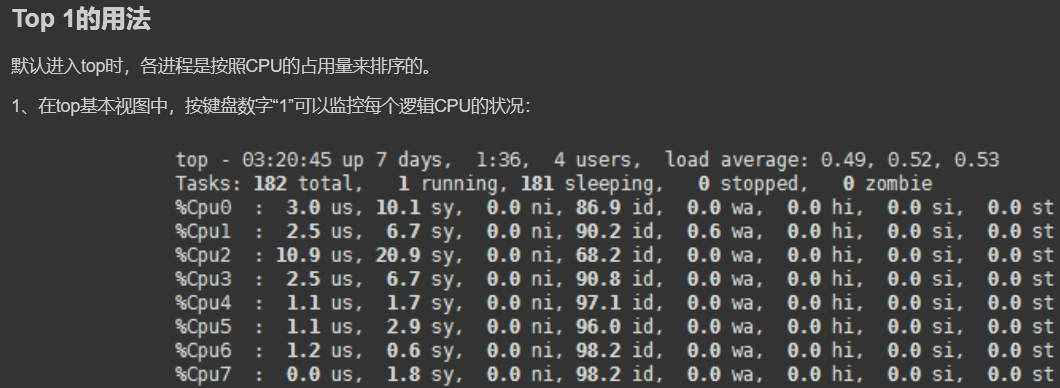 Top 1的用法
默认进入top时，各进程是按照CPU的占用量来排序的。
1、在top基本视图中，按键盘数字“1”可以监控每个逻辑CPU的状况：
top - 03:20:45 up 7 days,  1:36,  4 users,  load average: 0.49, 0.52, 0.53
Tasks: 182 total,   1 running, 181 sleeping,   0 stopped,   0 zombie
%Cpu0  :  3.0 us, 10.1 sy,  0.0 ni, 86.9 id,  0.0 wa,  0.0 hi,  0.0 si,  0.0 st
%Cpu1  :  2.5 us,  6.7 sy,  0.0 ni, 90.2 id,  0.6 wa,  0.0 hi,  0.0 si,  0.0 st
%Cpu2  : 10.9 us, 20.9 sy,  0.0 ni, 68.2 id,  0.0 wa,  0.0 hi,  0.0 si,  0.0 st
%Cpu3  :  2.5 us,  6.7 sy,  0.0 ni, 90.8 id,  0.0 wa,  0.0 hi,  0.0 si,  0.0 st
%Cpu4  :  1.1 us,  1.7 sy,  0.0 ni, 97.1 id,  0.0 wa,  0.0 hi,  0.0 si,  0.0 st
%Cpu5  :  1.1 us,  2.9 sy,  0.0 ni, 96.0 id,  0.0 wa,  0.0 hi,  0.0 si,  0.0 st
%Cpu6  :  1.2 us,  0.6 sy,  0.0 ni, 98.2 id,  0.0 wa,  0.0 hi,  0.0 si,  0.0 st
%Cpu7  :  0.0 us,  1.8 sy,  0.0 ni, 98.2 id,  0.0 wa,  0.0 hi,  0.0 si,  0.0 st